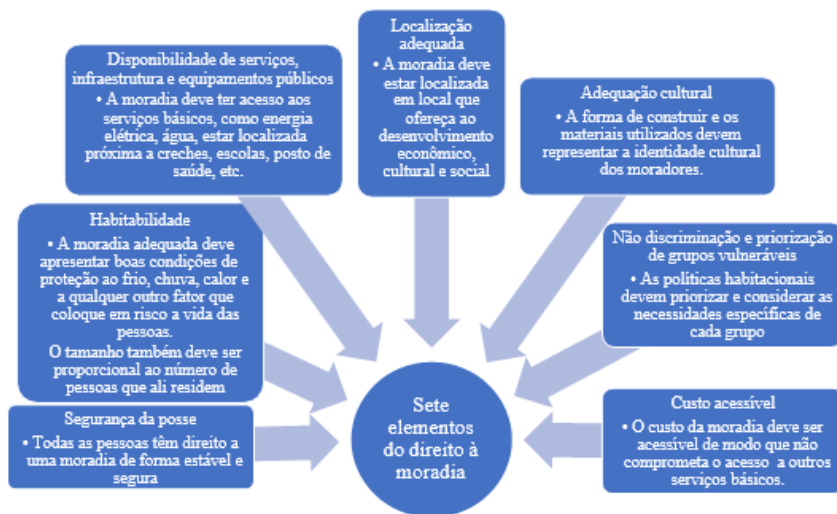 Disponibilidade de serviços,
infraestrutura e equipamentos públicos
• A moradia deve ter acesso aos
serviços básicos, como energia
elétrica, água, estar localizada
próxima a creches, escolas, posto de
saúde, etc.
Localização
adequada
• A moradia deve
estar localizada
em local que
ofereça ao
desenvolvimento
econômico,
cultural e social
Adequação cultural
• A forma de construir e os
materiais utilizados devem
representar a identidade cultural
dos moradores.
Habitabilidade
• A moradia adequada deve
apresentar boas condições de
proteção ao frio, chuva, calor e
a qualquer outro fator que
coloque em risco a vida das
pessoas.
O tamanho também deve ser
proporcional ao número de
pessoas que ali residem
Não discriminação e priorização
de grupos vulneráveis
• As políticas habitacionais
devem priorizar e considerar as
necessidades específicas de
cada grupo
Segurança da posse
• Todas as pessoas têm direito a
uma moradia de forma estável e
segura
Sete
elementos
do direito à
moradia
Custo acessível
• O custo da moradia deve ser
acessível de modo que não
comprometa o acesso a outros
serviços básicos.